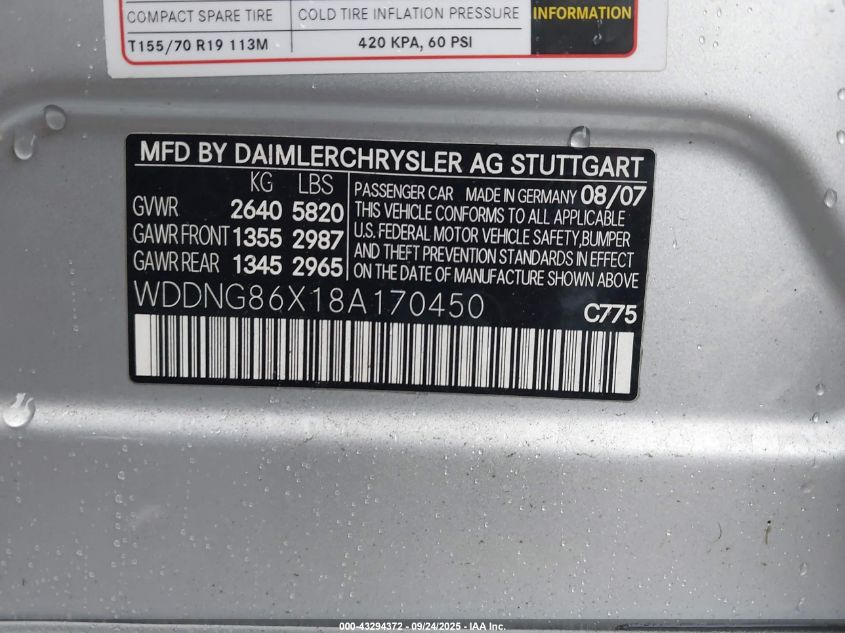 COMPACT SPARE TIRE COLD TIRE INFLATION PRESSURE INFORMATION
T155/70 R19 113M 420 KPA, 60 PSI
MFD BY DAIMLERCHRYSLER AG STUTTGART
KG LBS
GVWR 2640 5820
GAWR FRONT 1355 2987
GAWR REAR 1345 2965
PASSENGER CAR MADE IN GERMANY 08/07
THIS VEHICLE CONFORMS TO ALL APPLICABLE
U.S. FEDERAL MOTOR VEHICLE SAFETY,BUMPER
AND THEFT PREVENTION STANDARDS IN EFFECT
ON THE DATE OF MANUFACTURE SHOWN ABOVE
WDDNG86X18A170450
C775
000-43294372 - 09/24/2025 - IAA Inc.